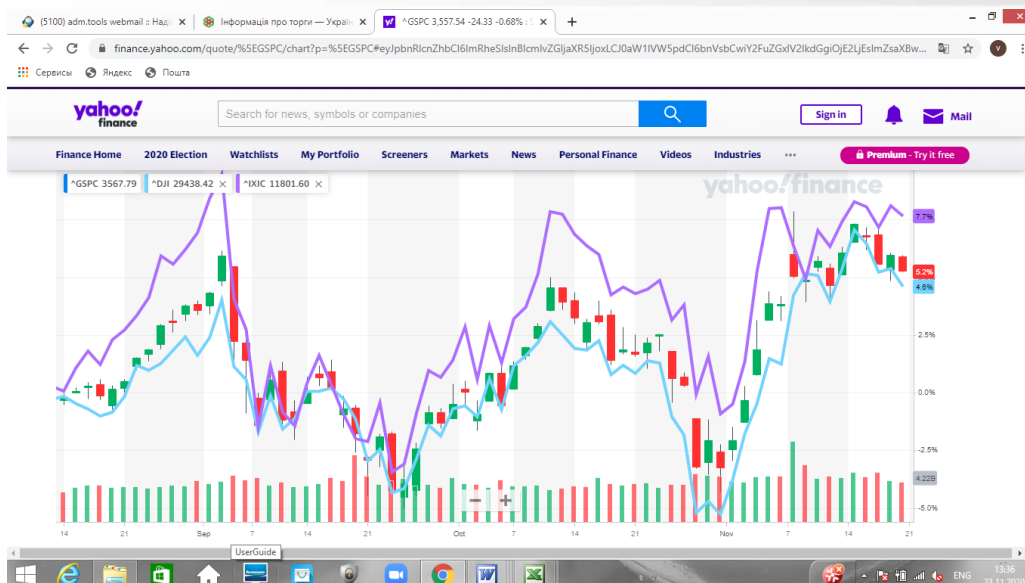 (5100) adm.tools webmail :: Наді
Інформація про торги — Україн
^GSPC 3,557.54 -24.33 -0.68% :
finance.yahoo.com/quote/%5EGSPC/chart?p=%5EGSPC#eyJpbnRlcnZhbCI6ImRheSIsInBlcmlvZGljaXR5IjoxLCJ0aW1lVW5pdCI6bnVsbCwiY2FuZGxlV2lkdGgiOjE2LjEsImZsaXBw...
V
Сервисы
Яндекс
Пошта
yahoo!
finance
Search for news, symbols or companies
Sign in
Mail
Finance Home
2020 Election
Watchlists
My Portfolio
Screeners
Markets
News
Personal Finance
Videos
Industries
Premium - Try it free
^GSPC 3567.79
^DJI 29438.42
^IXIC 11801.60
yahoo!finance
7.7%
5.2%
4.6%
2.5%
0.0%
-2.5%
4.22B
-5.0%
14
21
Sep
7
14
21
Oct
7
14
21
Nov
7
14
21
UserGuide
ENG
13:36